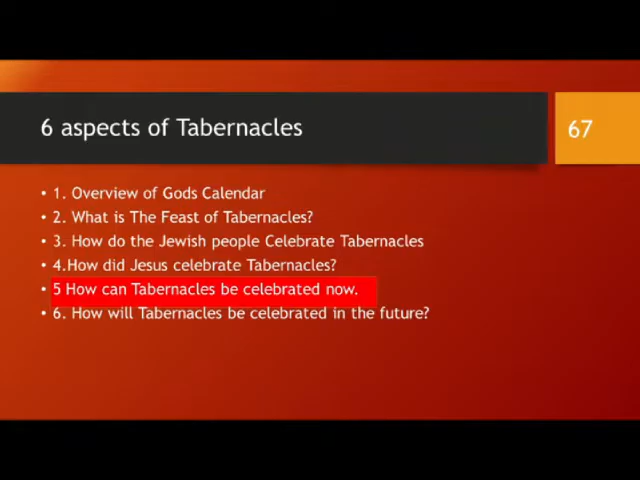 6 aspects of Tabernacles
67
• 1. Overview of Gods Calendar
• 2. What is The Feast of Tabernacles?
• 3. How do the Jewish people Celebrate Tabernacles
• 4.How did Jesus celebrate Tabernacles?
• 5 How can Tabernacles be celebrated now.
• 6. How will Tabernacles be celebrated in the future?